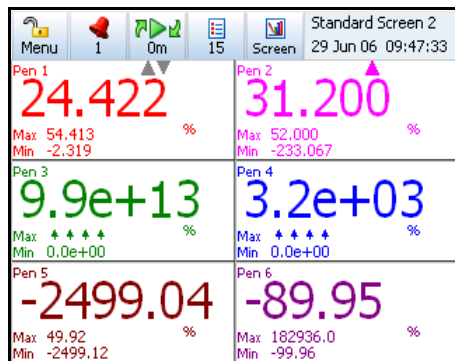 Menu 1 0m 15 Screen Standard Screen 2
29 Jun 06 09:47:33
Pen 1
24.422
%
Max 54.413
Min -2.319
Pen 2
31.200
%
Max 52.000
Min -233.067
Pen 3
9.9e+13
%
Max
Min 0.0e+00
Pen 4
3.2e+03
%
Max
Min 0.0e+00
Pen 5
-2499.04
%
Max 49.92
Min -2499.12
Pen 6
-89.95
%
Max 182936.0
Min -99.96